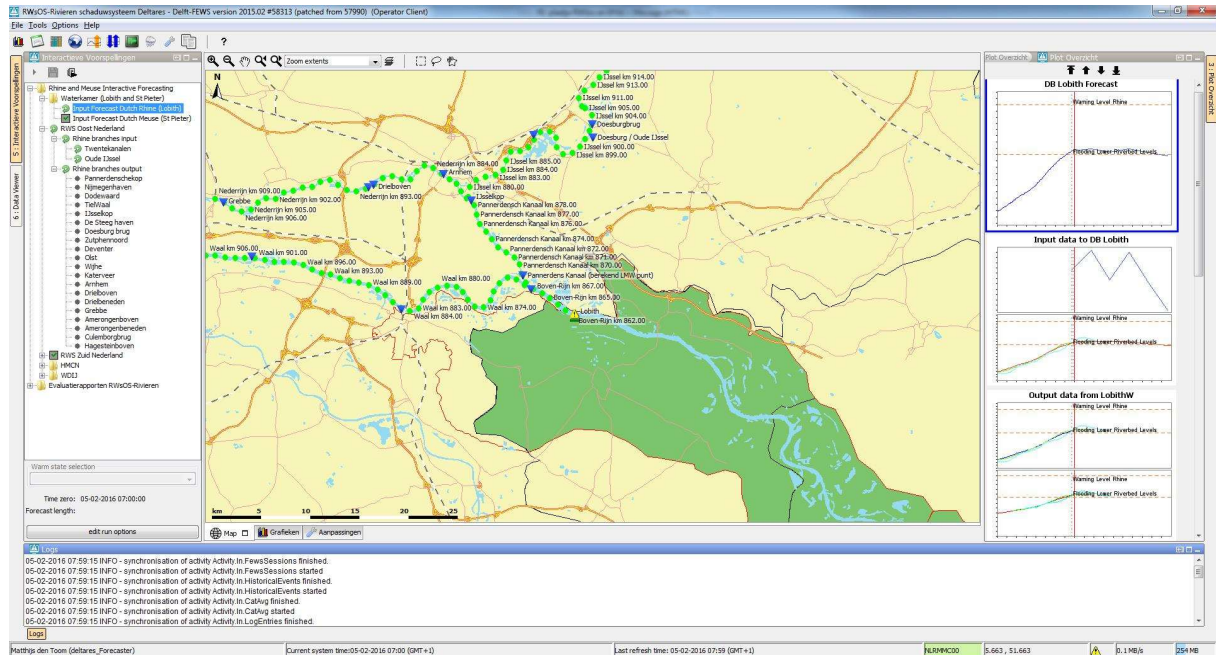 RWsOS-Rivieren schaduwsysteem Deltares - Delft-FEWS version 2015.02 #58313 (patched from 57990) (Operator Client)
File Tools Options Help
?
5 : Interactieve Voorspellingen
6 : Data Viewer
Interactieve Voorspellingen
Rhine and Meuse Interactive Forecasting
Waterkamer (Lobith and St Pieter)
Input Forecast Dutch Rhine (Lobith)
Input Forecast Dutch Meuse (St Pieter)
RWS Oost Nederland
Rhine branches input
Twentekanalen
Oude IJssel
Rhine branches output
Pannerdenschekop
Nijmegenhaven
Dodewaard
TielWaal
IJsselkop
De Steeg haven
Doesburg brug
Zutphennoord
Deventer
Olst
Wijhe
Katerveer
Arnhem
Drielboven
Drielbeneden
Grebbe
Amerongenboven
Amerongenbeneden
Culemborgbrug
Hagesteinboven
RWS Zuid Nederland
HMCN
WDIJ
Evaluatierapporten RWsOS-Rivieren
Warm state selection
Time zero: 05-02-2016 07:00:00
Forecast length:
edit run options
Zoom extents
N
IJssel km 914.00
IJssel km 913.00
IJssel km 911.00
IJssel km 905.00
IJssel km 904.00
Doesburgbrug
Doesburg / Oude IJssel
IJssel km 900.00
IJssel km 899.00
IJssel km 885.00
IJssel km 884.00
IJssel km 883.00
IJssel km 880.00
IJsselkop
Nederrijn km 884.00
Arnhem
Drielboven
Nederrijn km 893.00
Nederrijn km 909.00
Nederrijn km 902.00
Grebbe
Nederrijn km 905.00
Nederrijn km 906.00
Pannerdensch Kanaal km 878.00
Pannerdensch Kanaal km 877.00
Pannerdensch Kanaal km 876.00
Pannerdensch Kanaal km 874.00
Pannerdensch Kanaal km 872.00
Pannerdensch Kanaal km 871.00
Pannerdensch Kanaal km 870.00
Pannerdens Kanaal (berekend LMW punt)
Boven-Rijn km 867.00
Boven-Rijn km 865.00
Lobith
Boven-Rijn km 862.00
Waal km 906.00
Waal km 901.00
Waal km 896.00
Waal km 893.00
Waal km 889.00
Waal km 880.00
Waal km 883.00
Waal km 874.00
Waal km 884.00
km 5 10 15 20 25
Map
Grafieken
Aanpassingen
Plot Overzicht
Plot Overzicht
3 : Plot Overzicht
DB Lobith Forecast
Warning Level Rhine
Flooding Lower Riverbed Levels
Input data to DB Lobith
Warning Level Rhine
Flooding Lower Riverbed Levels
Output data from LobithW
Warning Level Rhine
Flooding Lower Riverbed Levels
Warning Level Rhine
Flooding Lower Riverbed Levels
Logs
05-02-2016 07:59:15 INFO - synchronisation of activity Activity.In.FewsSessions finished.
05-02-2016 07:59:15 INFO - synchronisation of activity Activity.In.FewsSessions started
05-02-2016 07:59:15 INFO - synchronisation of activity Activity.In.HistoricalEvents finished.
05-02-2016 07:59:15 INFO - synchronisation of activity Activity.In.HistoricalEvents started
05-02-2016 07:59:15 INFO - synchronisation of activity Activity.In.CatAvg finished.
05-02-2016 07:59:15 INFO - synchronisation of activity Activity.In.CatAvg started
05-02-2016 07:59:15 INFO - synchronisation of activity Activity.In.LogEntries finished.
Logs
Matthijs den Toom (deltares_Forecaster)
Current system time:05-02-2016 07:00 (GMT+1)
Last refresh time: 05-02-2016 07:59 (GMT+1)
NLRMMC00
5.663 , 51.663
0.1 MB/s
254 MB